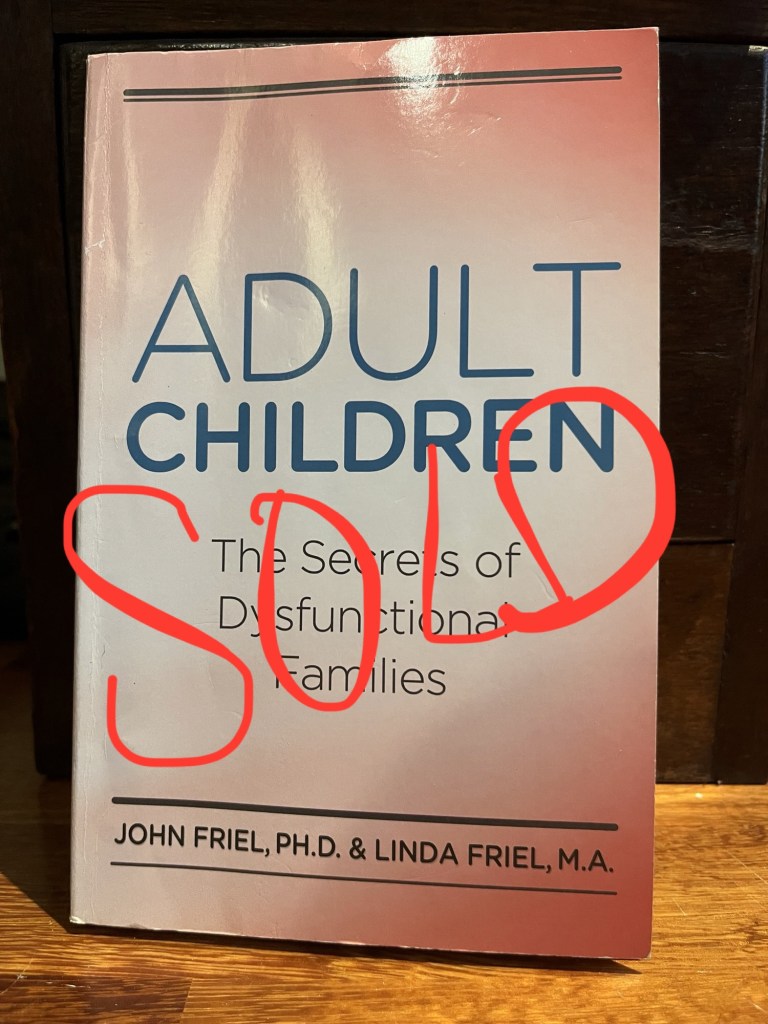 ADULT
CHILDREN
SOLD
The Secrets of
Dysfunctional
Families
JOHN FRIEL, PH.D. & LINDA FRIEL, M.A.